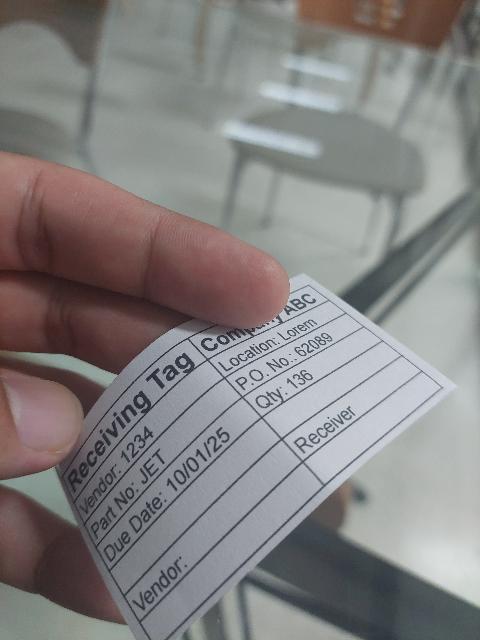 Receiving Tag
Company ABC
Vendor: 1234
Location: Lorem
Part No: JET
P.O. No.: 62089
Due Date: 10/01/25
Qty: 136
Vendor:
Receiver